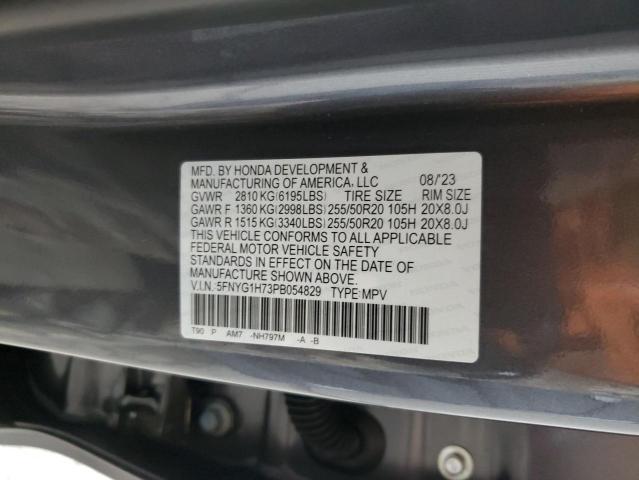 MFD. BY HONDA DEVELOPMENT &
MANUFACTURING OF AMERICA, LLC 08/'23
GVWR 2810 KG(6195LBS) TIRE SIZE RIM SIZE
GAWR F 1360 KG(2998LBS) 255/50R20 105H 20X8.0J
GAWR R 1515 KG(3340LBS) 255/50R20 105H 20X8.0J
THIS VEHICLE CONFORMS TO ALL APPLICABLE
FEDERAL MOTOR VEHICLE SAFETY
STANDARDS IN EFFECT ON THE DATE OF
MANUFACTURE SHOWN ABOVE.
V.I.N. 5FNYG1H73PB054829 TYPE:MPV
T90 P AM7 -NH797M -A -B